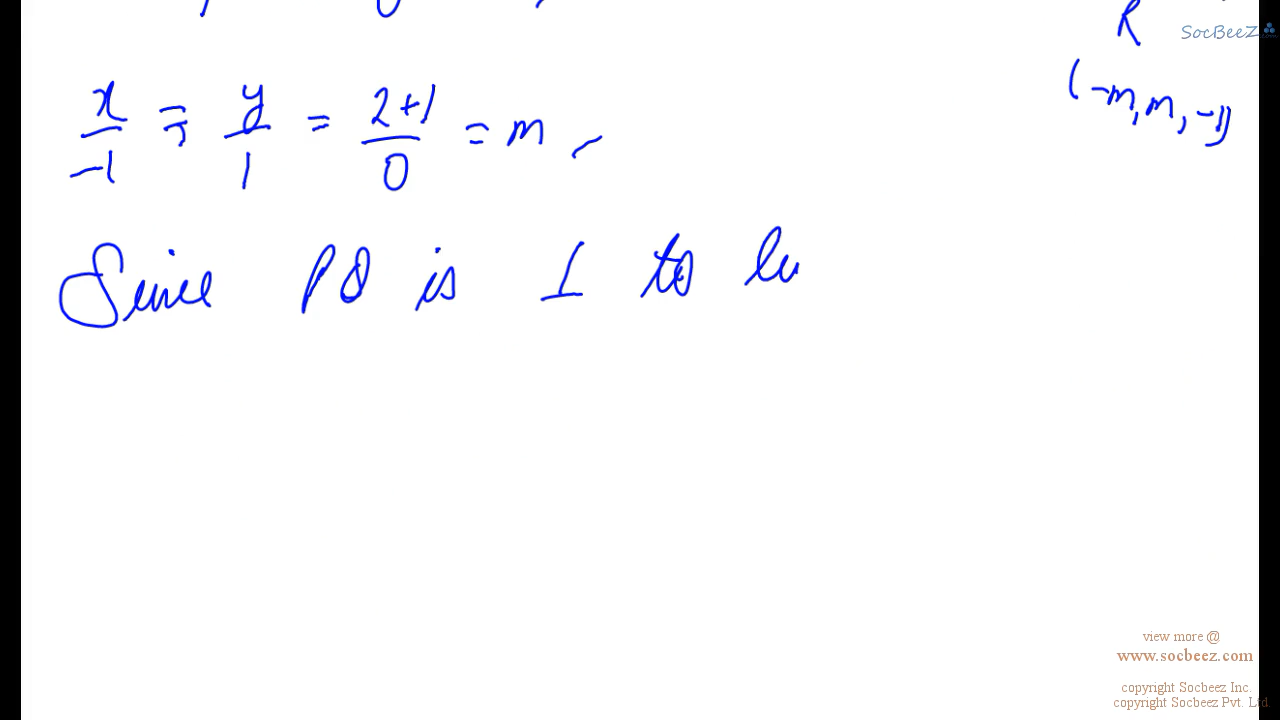 R
SocBeeZ
(-m, m, -1)
x/-1 = y/1 = 2+1/0 = m
Since PQ is ⊥ to
view more @
www.socbeez.com
copyright Socbeez Inc.
copyright Socbeez Pvt. Ltd.